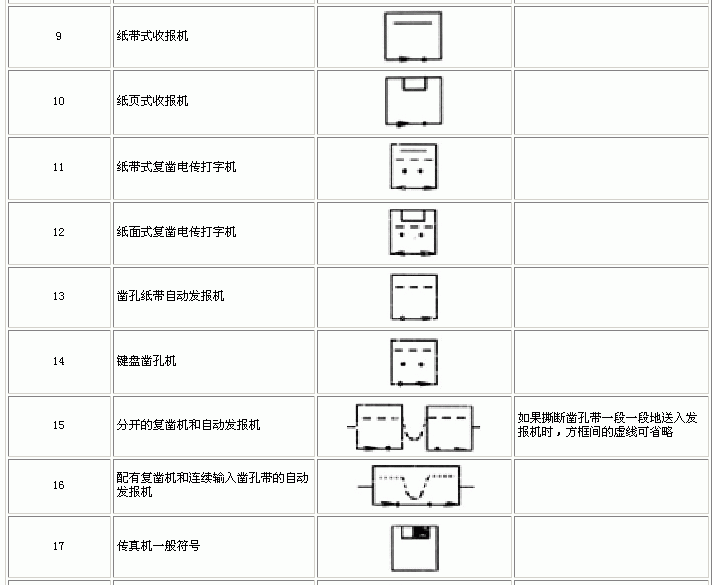 9
纸带式收报机
10
纸页式收报机
11
纸带式复凿电传打字机
12
纸面式复凿电传打字机
13
凿孔纸带自动发报机
14
键盘凿孔机
15
分开的复凿机和自动发报机
如果撕断凿孔带一段一段地送入发
报机时，方框间的虚线可省略
16
配有复凿机和连续输入凿孔带的自动
发报机
17
传真机一般符号